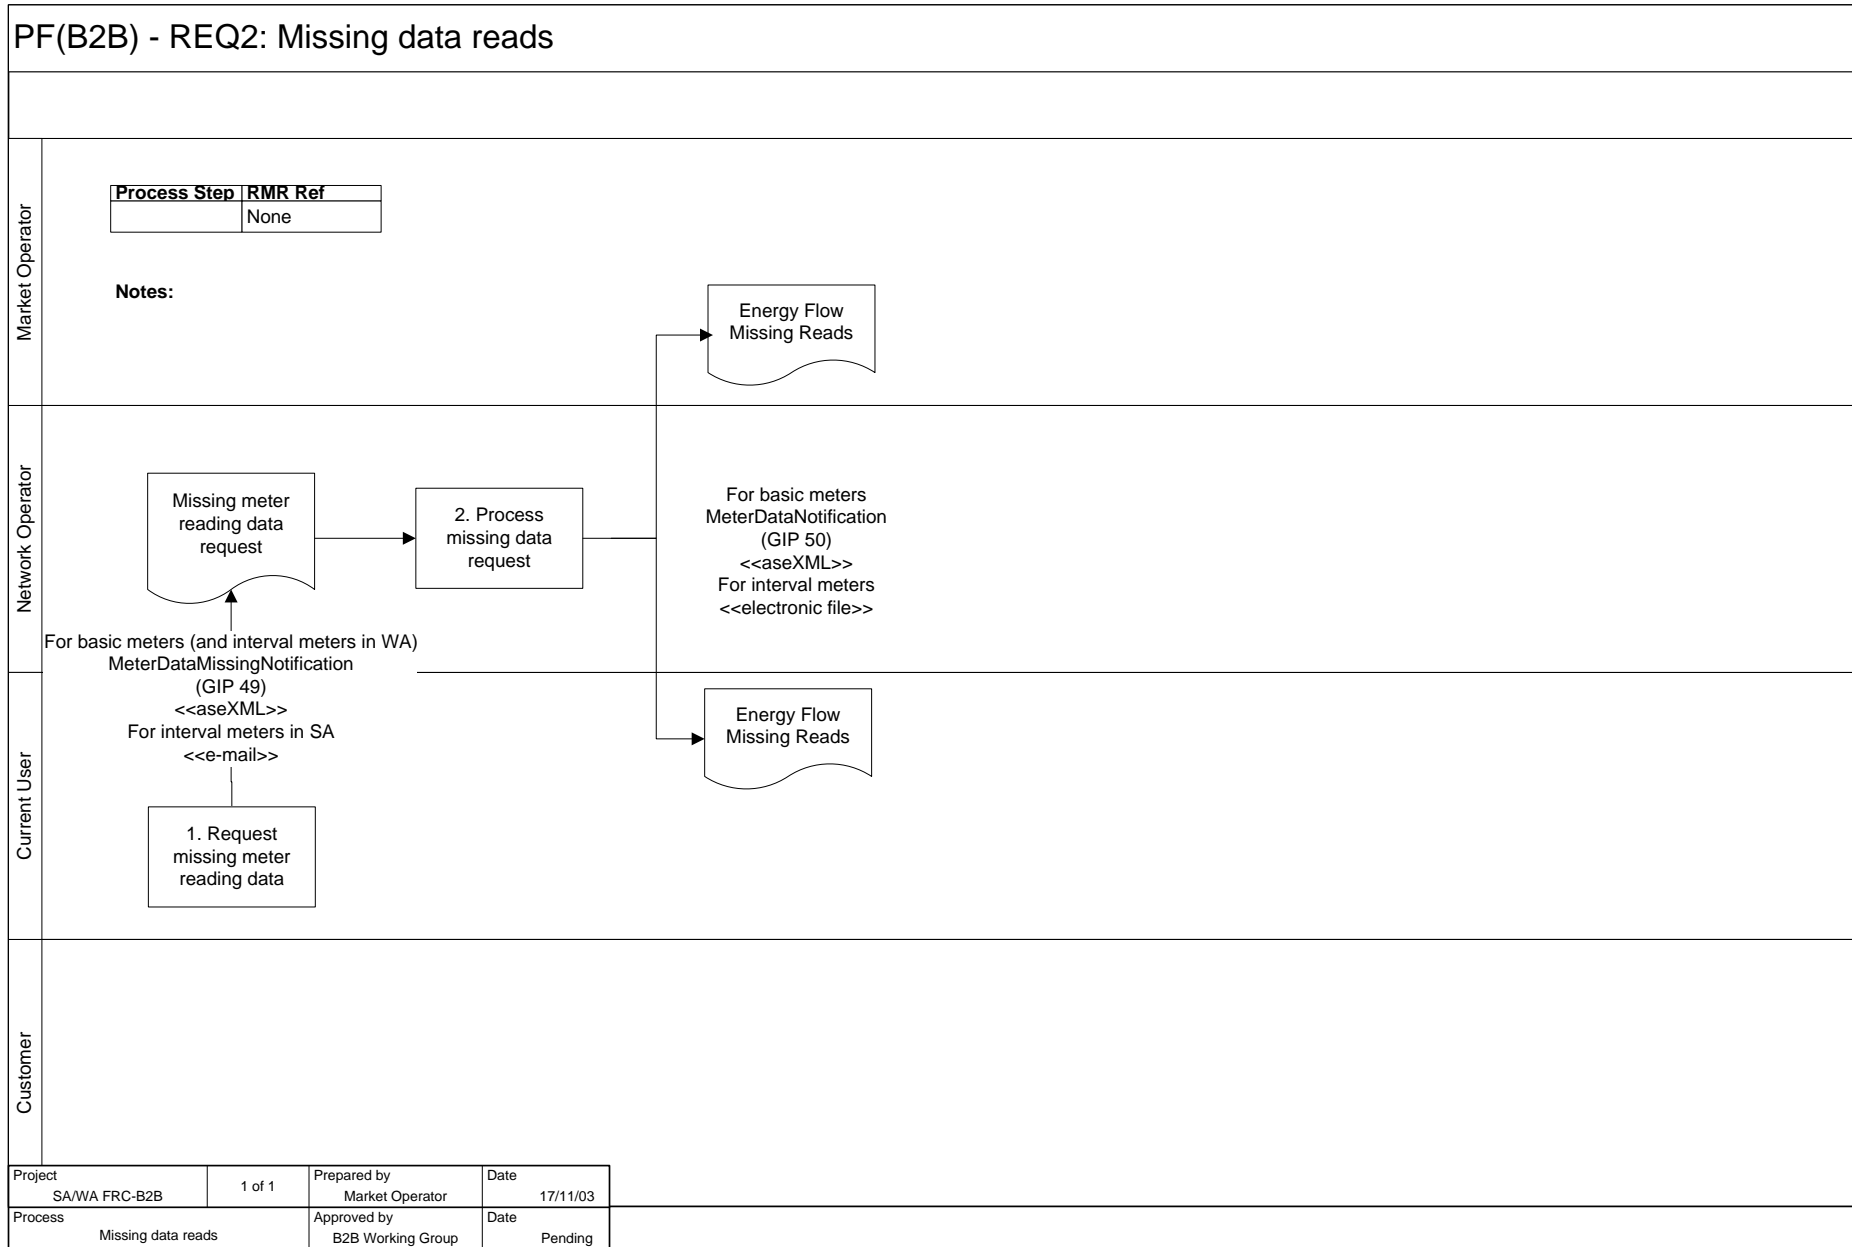 PF(B2B) - REQ2: Missing data reads
Market Operator
Process Step RMR Ref
None
Notes:
Energy Flow
Missing Reads
Network Operator
Missing meter
reading data
request
2. Process
missing data
request
For basic meters
MeterDataNotification
(GIP 50)
<<aseXML>>
For interval meters
<<electronic file>>
For basic meters (and interval meters in WA)
MeterDataMissingNotification
(GIP 49)
<<aseXML>>
For interval meters in SA
<<e-mail>>
Current User
Energy Flow
Missing Reads
1. Request
missing meter
reading data
Customer
Project
SA/WA FRC-B2B
1 of 1
Prepared by
Market Operator
Date
17/11/03
Process
Missing data reads
Approved by
B2B Working Group
Date
Pending